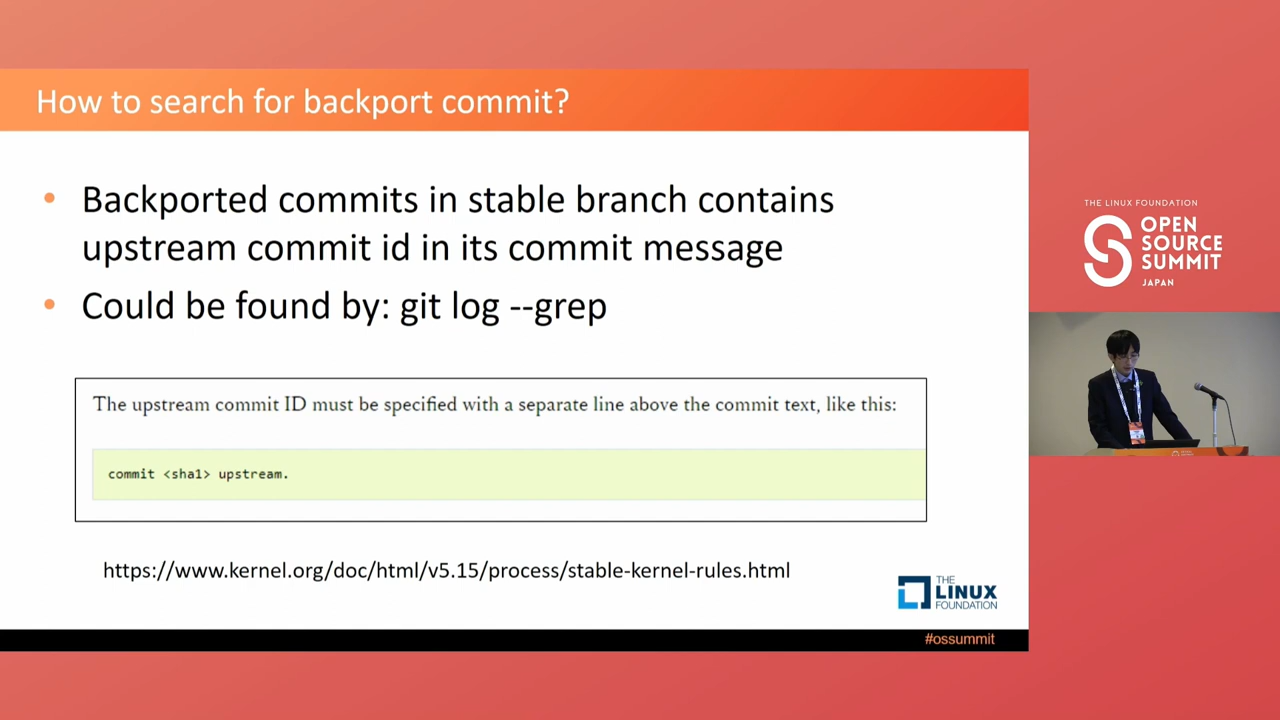 How to search for backport commit?
• Backported commits in stable branch contains
upstream commit id in its commit message
• Could be found by: git log --grep
The upstream commit ID must be specified with a separate line above the commit text, like this:
commit <sha1> upstream.
https://www.kernel.org/doc/html/v5.15/process/stable-kernel-rules.html
THE
LINUX
FOUNDATION
#ossummit
THE LINUX FOUNDATION
OPEN
SOURCE
SUMMIT
JAPAN